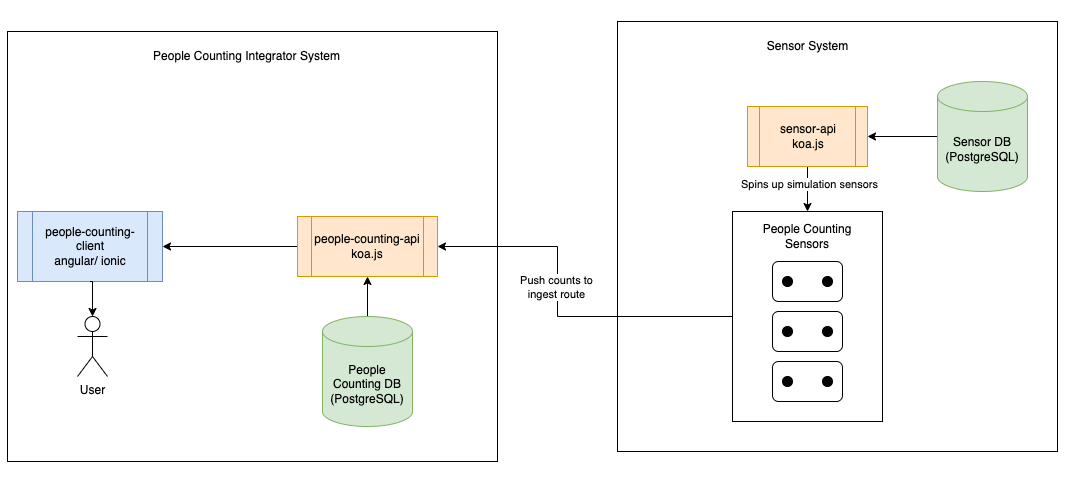 People Counting Integrator System
Sensor System
sensor-api
koa.js
Sensor DB
(PostgreSQL)
Spins up simulation sensors
People Counting
Sensors
people-counting-
client
angular/ ionic
people-counting-api
koa.js
Push counts to
ingest route
People
Counting DB
(PostgreSQL)
User